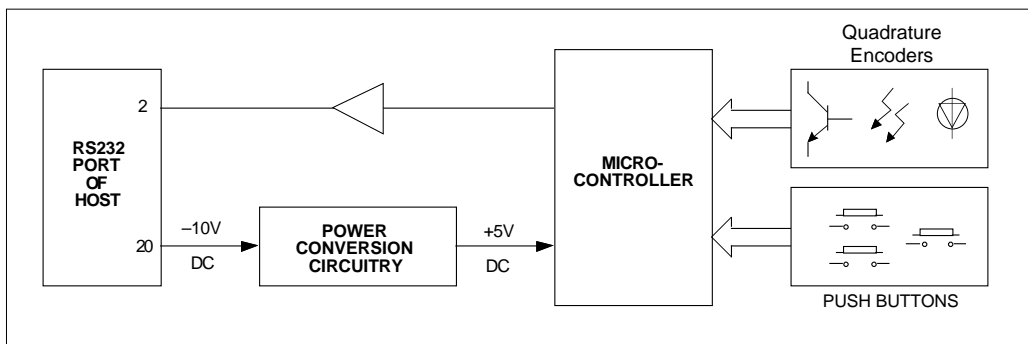 Quadrature
Encoders
2
RS232
PORT
OF
HOST
MICRO-
CONTROLLER
20
–10V
DC
POWER
CONVERSION
CIRCUITRY
+5V
DC
PUSH BUTTONS